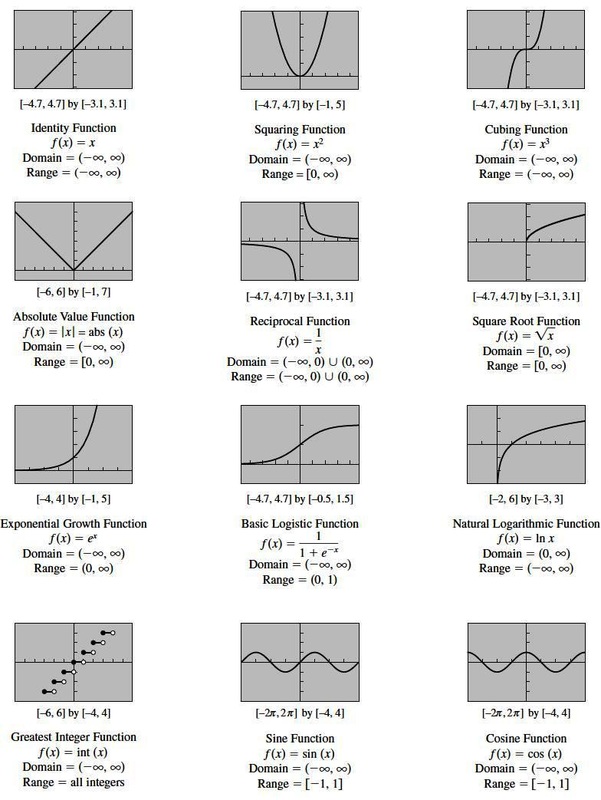 [−4.7, 4.7] by [−3.1, 3.1]
Identity Function
f(x) = x
Domain = (−∞, ∞)
Range = (−∞, ∞)
[−4.7, 4.7] by [−1, 5]
Squaring Function
f(x) = x²
Domain = (−∞, ∞)
Range = [0, ∞)
[−4.7, 4.7] by [−3.1, 3.1]
Cubing Function
f(x) = x³
Domain = (−∞, ∞)
Range = (−∞, ∞)
[−6, 6] by [−1, 7]
Absolute Value Function
f(x) = |x| = abs (x)
Domain = (−∞, ∞)
Range = [0, ∞)
[−4.7, 4.7] by [−3.1, 3.1]
Reciprocal Function
f(x) = 1/x
Domain = (−∞, 0) ∪ (0, ∞)
Range = (−∞, 0) ∪ (0, ∞)
[−4.7, 4.7] by [−3.1, 3.1]
Square Root Function
f(x) = √x
Domain = [0, ∞)
Range = [0, ∞)
[−4, 4] by [−1, 5]
Exponential Growth Function
f(x) = eˣ
Domain = (−∞, ∞)
Range = (0, ∞)
[−4.7, 4.7] by [−0.5, 1.5]
Basic Logistic Function
f(x) = 1/(1 + e⁻ˣ)
Domain = (−∞, ∞)
Range = (0, 1)
[−2, 6] by [−3, 3]
Natural Logarithmic Function
f(x) = ln x
Domain = (0, ∞)
Range = (−∞, ∞)
[−6, 6] by [−4, 4]
Greatest Integer Function
f(x) = int (x)
Domain = (−∞, ∞)
Range = all integers
[−2π, 2π] by [−4, 4]
Sine Function
f(x) = sin (x)
Domain = (−∞, ∞)
Range = [−1, 1]
[−2π, 2π] by [−4, 4]
Cosine Function
f(x) = cos (x)
Domain = (−∞, ∞)
Range = [−1, 1]